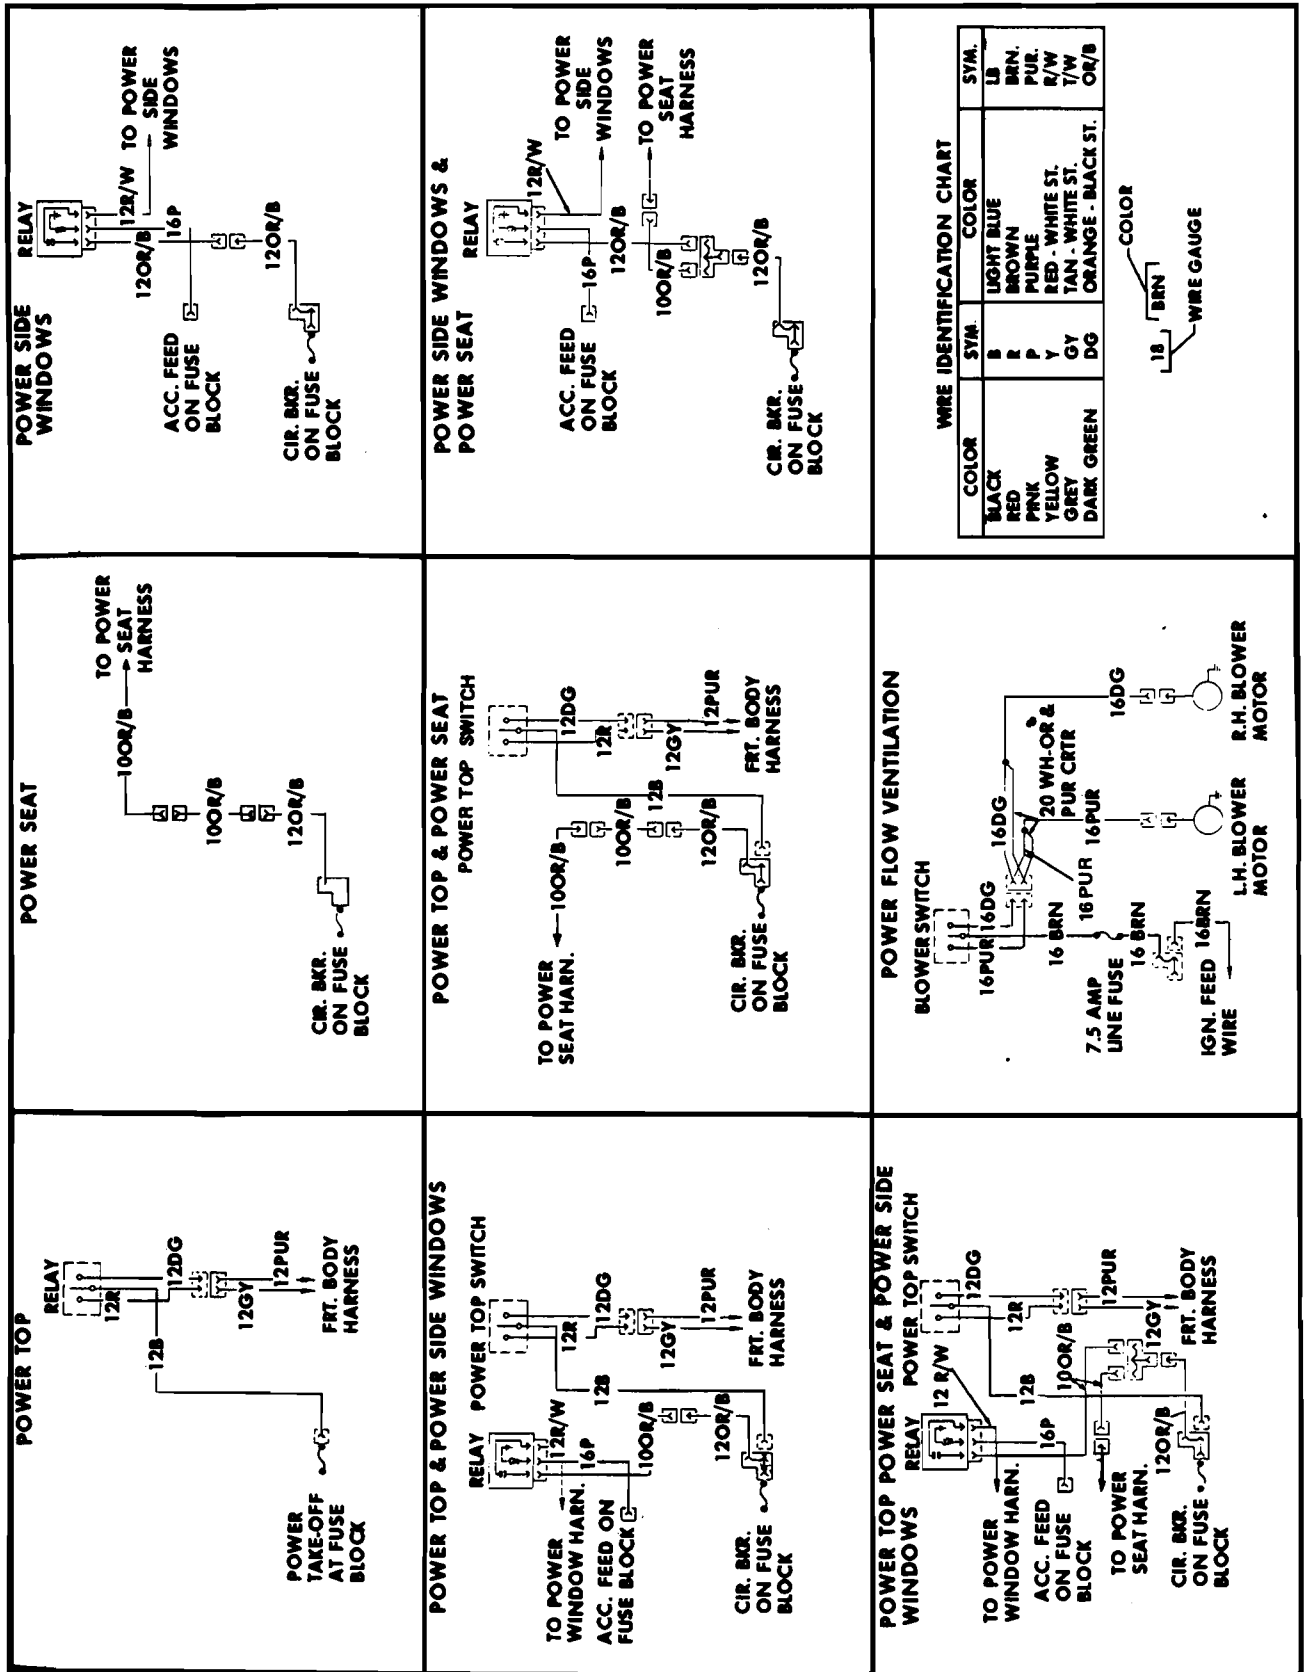 POWER TOP
RELAY
12R
12DG
12B
12GY
12PUR
FRT. BODY
HARNESS
POWER
TAKE-OFF
AT FUSE
BLOCK
POWER SEAT
TO POWER
SEAT
HARNESS
10OR/B
10OR/B
12OR/B
CIR. BKR.
ON FUSE
BLOCK
POWER SIDE
WINDOWS
RELAY
12R/W
TO POWER
SIDE
WINDOWS
12OR/B
16P
ACC. FEED
ON FUSE
BLOCK
12OR/B
CIR. BKR.
ON FUSE
BLOCK
POWER TOP & POWER SIDE WINDOWS
RELAY
POWER TOP SWITCH
12R/W
12R
12DG
16P
12B
12GY
12PUR
TO POWER
WINDOW HARN.
10OR/B
ACC. FEED ON
FUSE BLOCK
12OR/B
FRT. BODY
HARNESS
CIR. BKR.
ON FUSE
BLOCK
POWER TOP & POWER SEAT
POWER TOP SWITCH
12R
12DG
10OR/B
TO POWER
SEAT HARN.
10OR/B
12B
12GY
12PUR
12OR/B
FRT. BODY
HARNESS
CIR. BKR.
ON FUSE
BLOCK
POWER SIDE WINDOWS &
POWER SEAT
RELAY
12R/W
TO POWER
SIDE
WINDOWS
16P
12OR/B
TO POWER
SEAT
HARNESS
ACC. FEED
ON FUSE
BLOCK
10OR/B
12OR/B
CIR. BKR.
ON FUSE
BLOCK
POWER TOP POWER SEAT & POWER SIDE
WINDOWS
RELAY
POWER TOP SWITCH
12 R/W
12DG
12R
12B
16P
10OR/B
12PUR
12GY
TO POWER
WINDOW HARN.
ACC. FEED
ON FUSE
BLOCK
TO POWER
SEAT HARN.
12OR/B
FRT. BODY
HARNESS
CIR. BKR.
ON FUSE
BLOCK
POWER FLOW VENTILATION
BLOWER SWITCH
16PUR
16DG
16DG
16 BRN
16 PUR
20 WH-OR &
PUR CRTR
16PUR
16DG
7.5 AMP
LINE FUSE
16 BRN
IGN. FEED
WIRE
16BRN
L.H. BLOWER
MOTOR
R.H. BLOWER
MOTOR
WIRE IDENTIFICATION CHART
COLOR SYM. COLOR SYM.
BLACK B LIGHT BLUE LB
RED R BROWN BRN.
PINK P PURPLE PUR.
YELLOW Y RED - WHITE ST. R/W
GREY GY TAN - WHITE ST. T/W
DARK GREEN DG ORANGE - BLACK ST. OR/B
COLOR
18 BRN
WIRE GAUGE